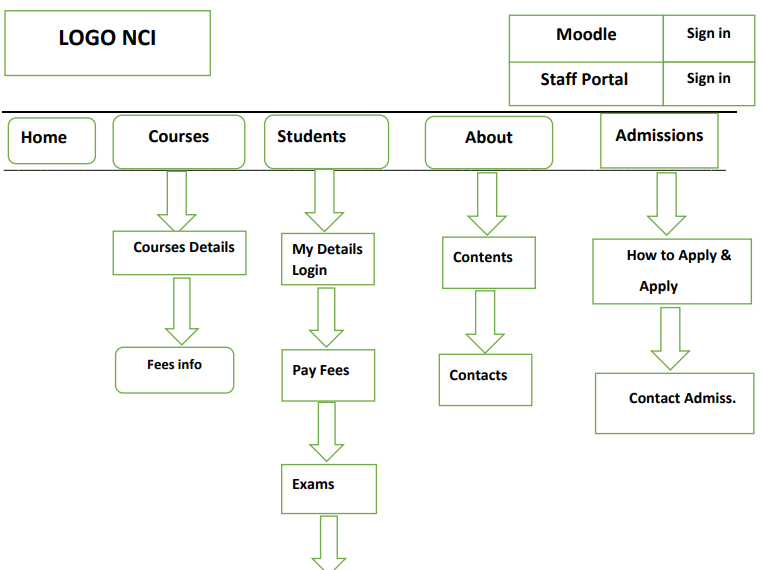 LOGO NCI
Moodle
Sign in
Staff Portal
Sign in
Home
Courses
Students
About
Admissions
Courses Details
My Details
Login
Contents
How to Apply &
Apply
Fees info
Pay Fees
Contacts
Contact Admiss.
Exams